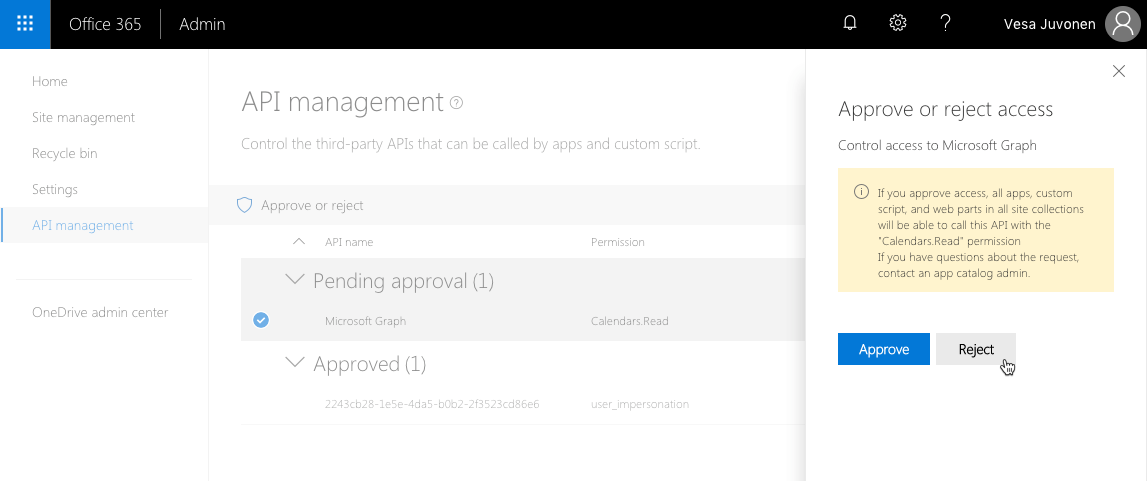 Office 365 Admin ? Vesa Juvonen
Home
Site management
Recycle bin
Settings
API management
OneDrive admin center
API management ?
Control the third-party APIs that can be called by apps and custom script.
Approve or reject
API name Permission
Pending approval (1)
Microsoft Graph Calendars.Read
Approved (1)
2243cb28-1e5e-4da5-b0b2-2f3523cd86e6 user_impersonation
Approve or reject access
Control access to Microsoft Graph
If you approve access, all apps, custom
script, and web parts in all site collections
will be able to call this API with the
"Calendars.Read" permission
If you have questions about the request,
contact an app catalog admin.
Approve Reject